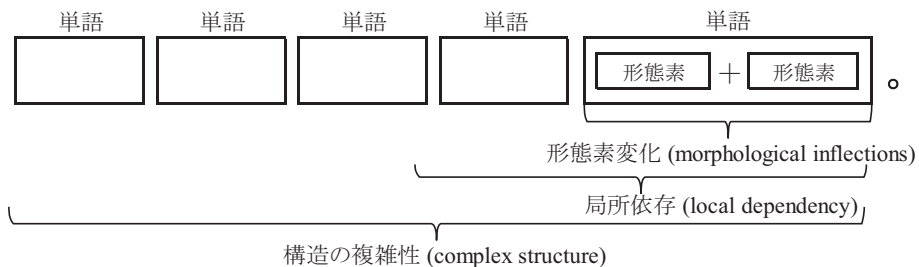 単語 単語 単語 単語 単語
形態素 + 形態素 。
形態素変化 (morphological inflections)
局所依存 (local dependency)
構造の複雑性 (complex structure)